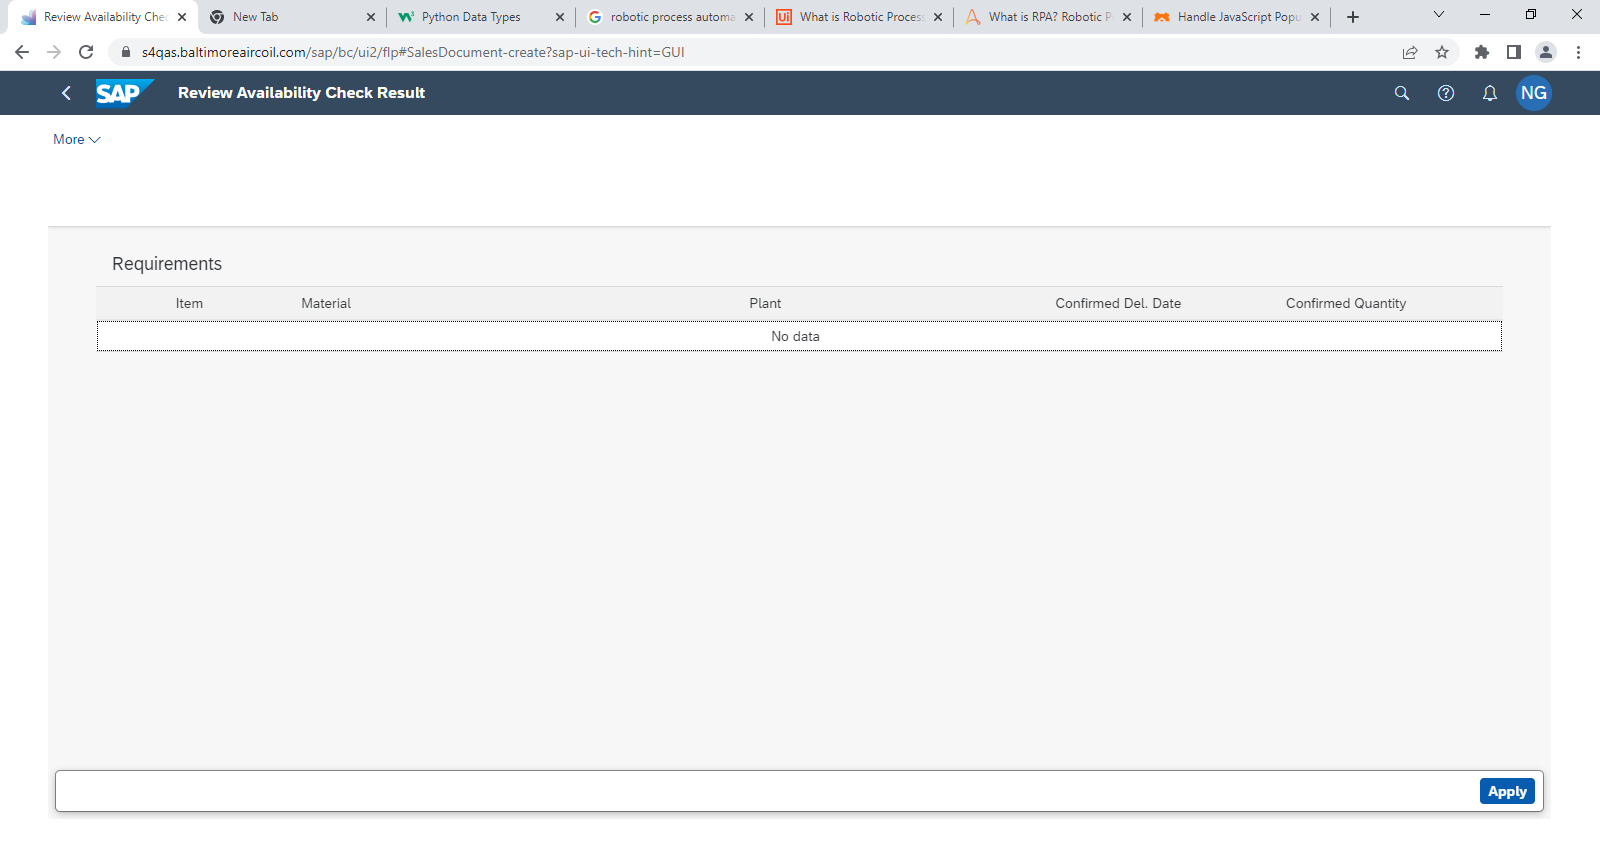 Review Availability Chec
New Tab
Python Data Types
robotic process automa
What is Robotic Process
What is RPA? Robotic P
Handle JavaScript Popu
s4qas.baltimoreaircoil.com/sap/bc/ui2/flp#SalesDocument-create?sap-ui-tech-hint=GUI
SAP Review Availability Check Result NG
More
Requirements
Item Material Plant Confirmed Del. Date Confirmed Quantity
No data
Apply